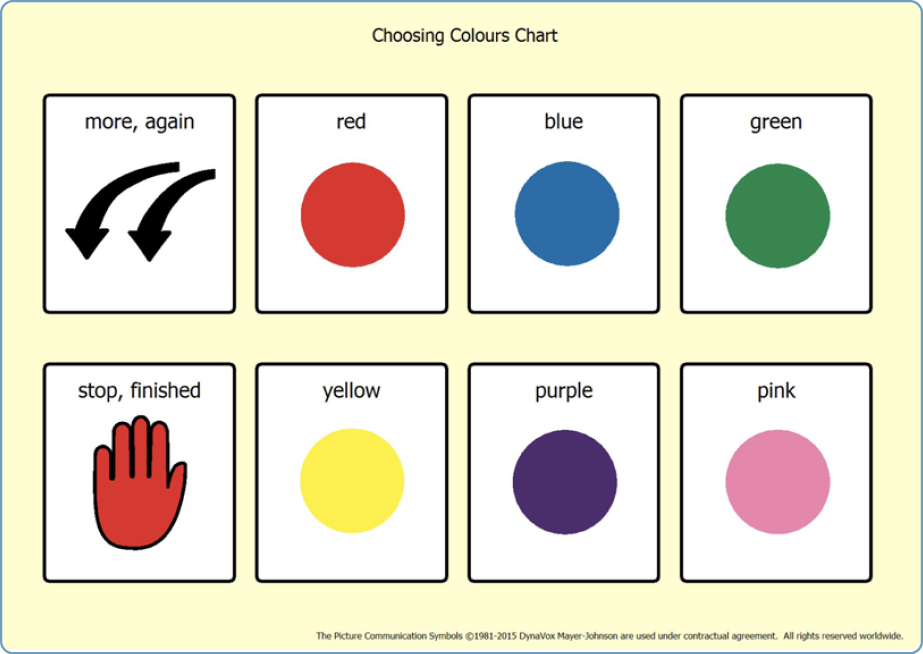 Choosing Colours Chart
more, again
red
blue
green
stop, finished
yellow
purple
pink
The Picture Communication Symbols ©1981-2015 DynaVox Mayer-Johnson are used under contractual agreement. All rights reserved worldwide.